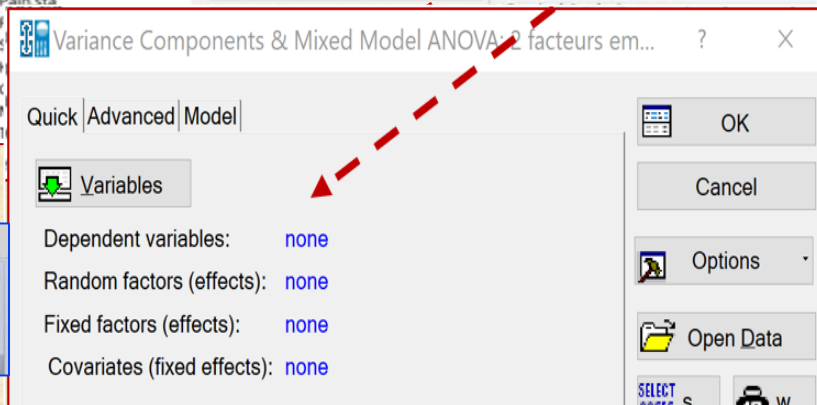 Variance Components & Mixed Model ANOVA: 2 facteurs em... ?
Quick Advanced Model
OK
Variables
Cancel
Dependent variables: none
Random factors (effects): none
Options
Fixed factors (effects): none
Open Data
Covariates (fixed effects): none
SELECT
S
W